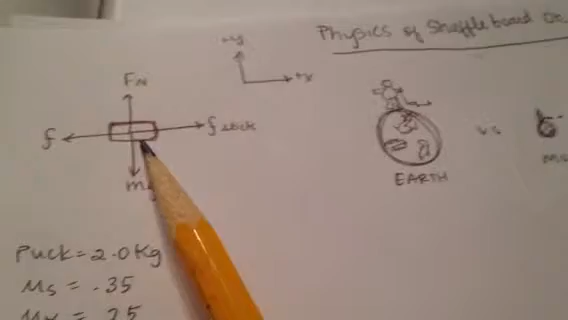 Physics of Shuffleboard On
+y
+x
FN
f
f stick
vs
EARTH
Puck = 2.0 Kg
Ms = .35